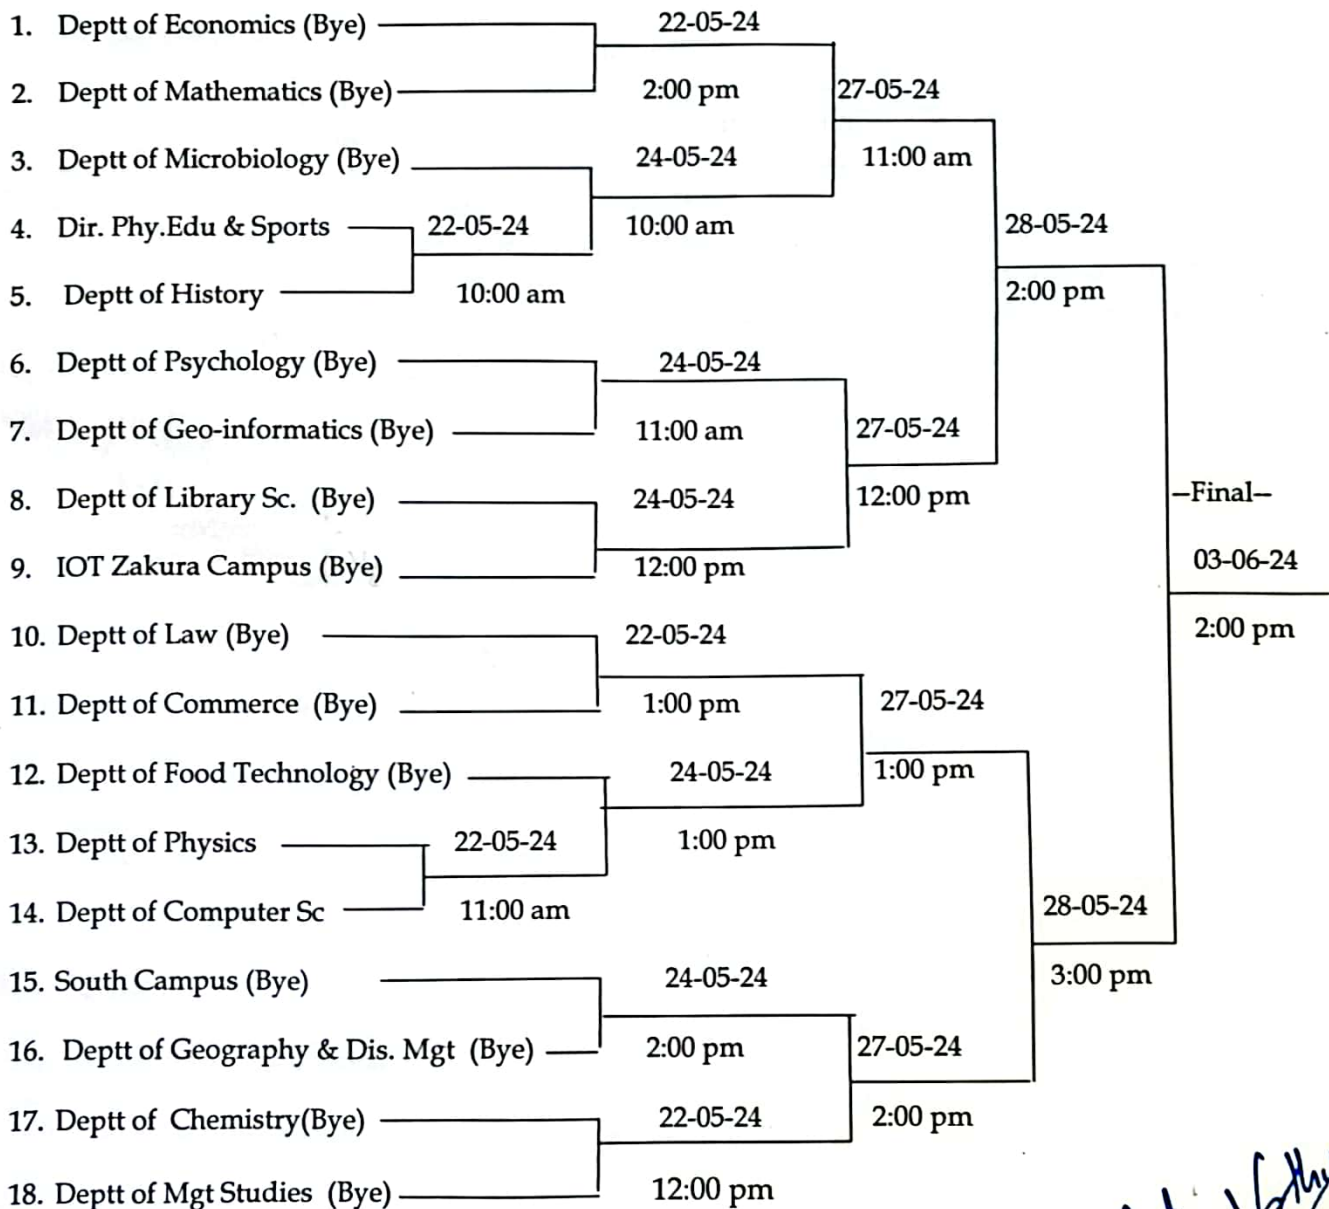 1. Deptt of Economics (Bye) 22-05-24
2. Deptt of Mathematics (Bye) 2:00 pm 27-05-24
3. Deptt of Microbiology (Bye) 24-05-24 11:00 am
4. Dir. Phy.Edu & Sports 22-05-24 10:00 am 28-05-24
5. Deptt of History 10:00 am 2:00 pm
6. Deptt of Psychology (Bye) 24-05-24
7. Deptt of Geo-informatics (Bye) 11:00 am 27-05-24
8. Deptt of Library Sc. (Bye) 24-05-24 12:00 pm --Final--
9. IOT Zakura Campus (Bye) 12:00 pm 03-06-24
10. Deptt of Law (Bye) 22-05-24 2:00 pm
11. Deptt of Commerce (Bye) 1:00 pm 27-05-24
12. Deptt of Food Technology (Bye) 24-05-24 1:00 pm
13. Deptt of Physics 22-05-24 1:00 pm
14. Deptt of Computer Sc 11:00 am 28-05-24
15. South Campus (Bye) 24-05-24 3:00 pm
16. Deptt of Geography & Dis. Mgt (Bye) 2:00 pm 27-05-24
17. Deptt of Chemistry(Bye) 22-05-24 2:00 pm
18. Deptt of Mgt Studies (Bye) 12:00 pm